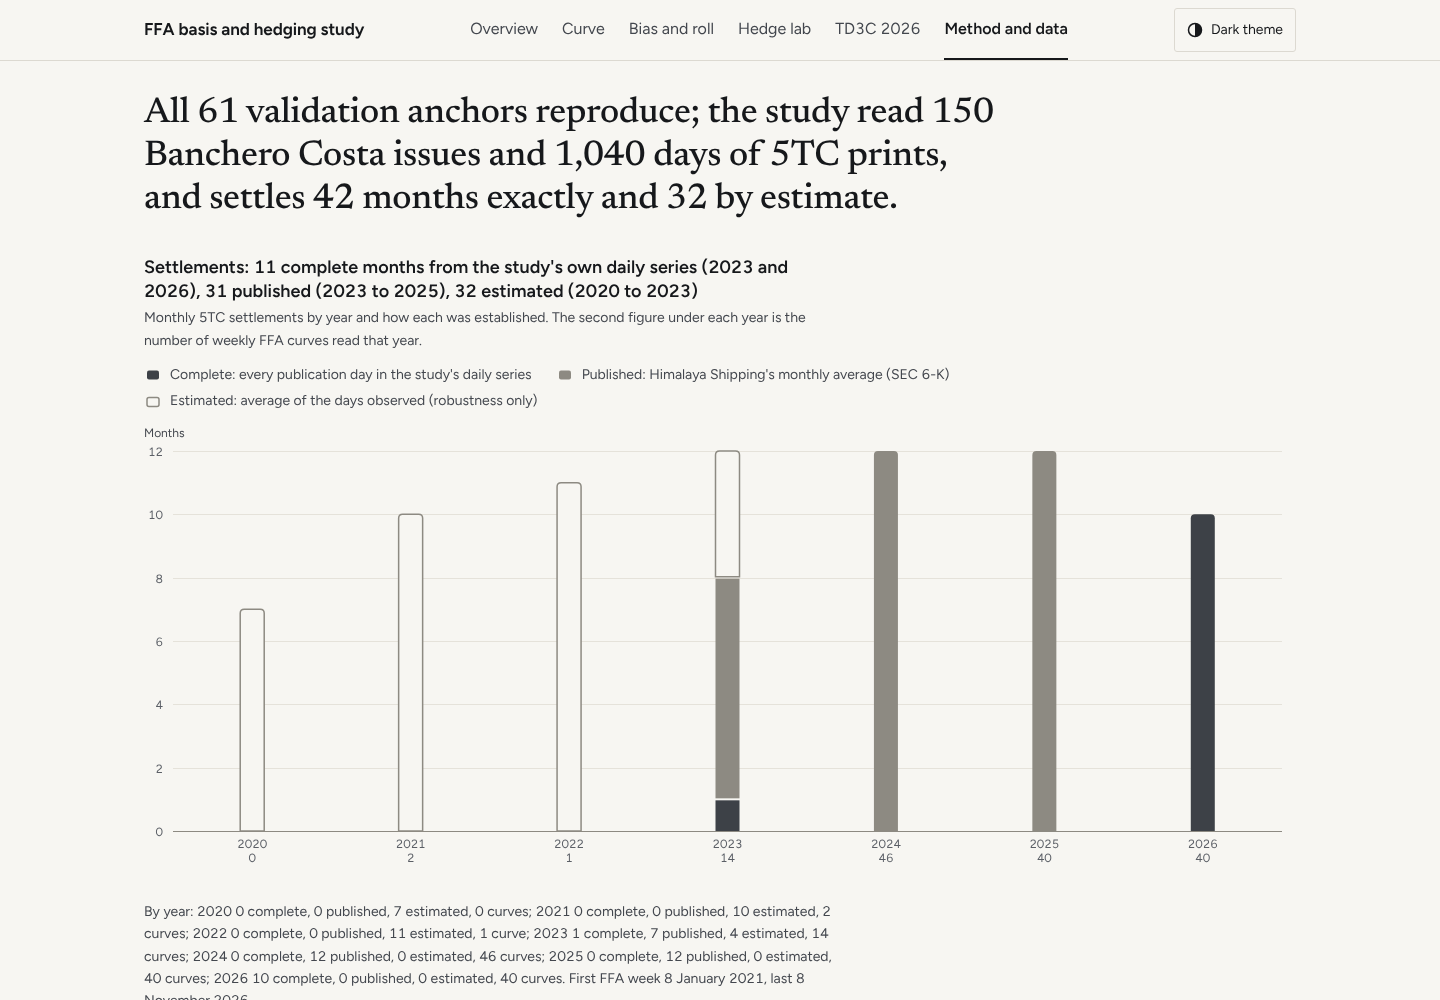 FFA basis and hedging study
Overview
Curve
Bias and roll
Hedge lab
TD3C 2026
Method and data
Dark theme
All 61 validation anchors reproduce; the study read 150
Banchero Costa issues and 1,040 days of 5TC prints,
and settles 42 months exactly and 32 by estimate.
Settlements: 11 complete months from the study's own daily series (2023 and
2026), 31 published (2023 to 2025), 32 estimated (2020 to 2023)
Monthly 5TC settlements by year and how each was established. The second figure under each year is the
number of weekly FFA curves read that year.
Complete: every publication day in the study's daily series
Published: Himalaya Shipping's monthly average (SEC 6-K)
Estimated: average of the days observed (robustness only)
Months
12
10
8
6
4
2
0
2020 2021 2022 2023 2024 2025 2026
0 2 1 14 46 40 40
By year: 2020 0 complete, 0 published, 7 estimated, 0 curves; 2021 0 complete, 0 published, 10 estimated, 2
curves; 2022 0 complete, 0 published, 11 estimated, 1 curve; 2023 1 complete, 7 published, 4 estimated, 14
curves; 2024 0 complete, 12 published, 0 estimated, 46 curves; 2025 0 complete, 12 published, 0 estimated,
40 curves; 2026 10 complete, 0 published, 0 estimated, 40 curves. First FFA week 8 January 2021, last 8
November 2026